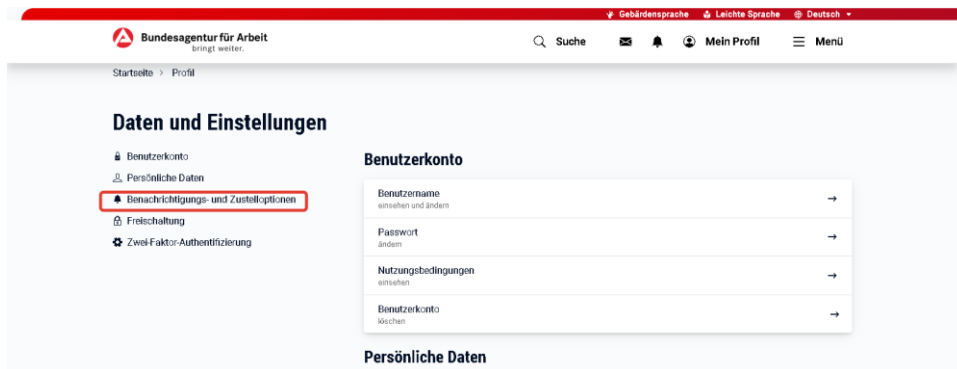 Gebärdensprache Leichte Sprache Deutsch
Bundesagentur für Arbeit
bringt weiter.
Suche Mein Profil Menü
Startseite > Profil
Daten und Einstellungen
Benutzerkonto
Persönliche Daten
Benachrichtigungs- und Zustelloptionen
Freischaltung
Zwei-Faktor-Authentifizierung
Benutzerkonto
Benutzername
einsehen und ändern
Passwort
ändern
Nutzungsbedingungen
einsehen
Benutzerkonto
löschen
Persönliche Daten